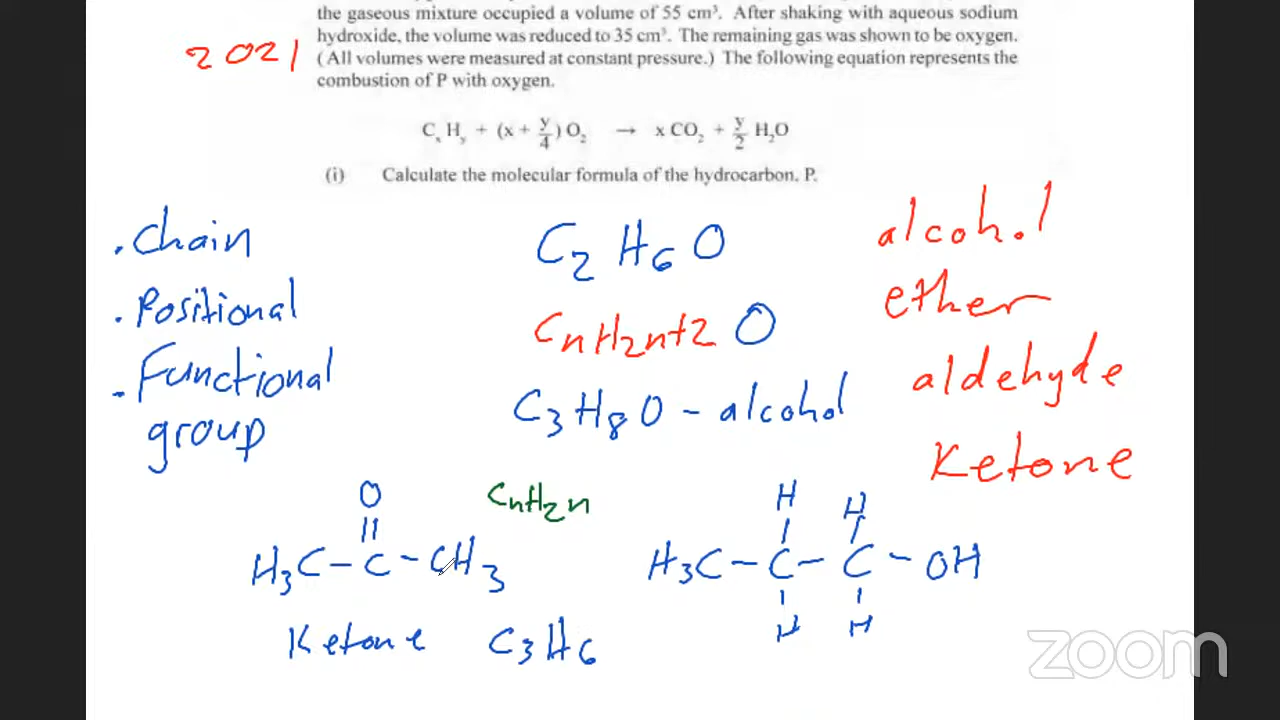 the gaseous mixture occupied a volume of 55 cm³. After shaking with aqueous sodium
hydroxide, the volume was reduced to 35 cm³. The remaining gas was shown to be oxygen.
2021
(All volumes were measured at constant pressure.) The following equation represents the
combustion of P with oxygen.
CₓHᵧ + (x + y/4) O₂ → x CO₂ + y/2 H₂O
(i) Calculate the molecular formula of the hydrocarbon, P.
. Chain
C₂H₆O
alcohol
. Positional
CnH2n+2 O
ether
. Functional
group
C₃H₈O - alcohol
aldehyde
Ketone
O
||
H₃C - C - CH₃
Ketone
CnH2n
C₃H₆
H H
H₃C - C - C - OH
H H
zoom